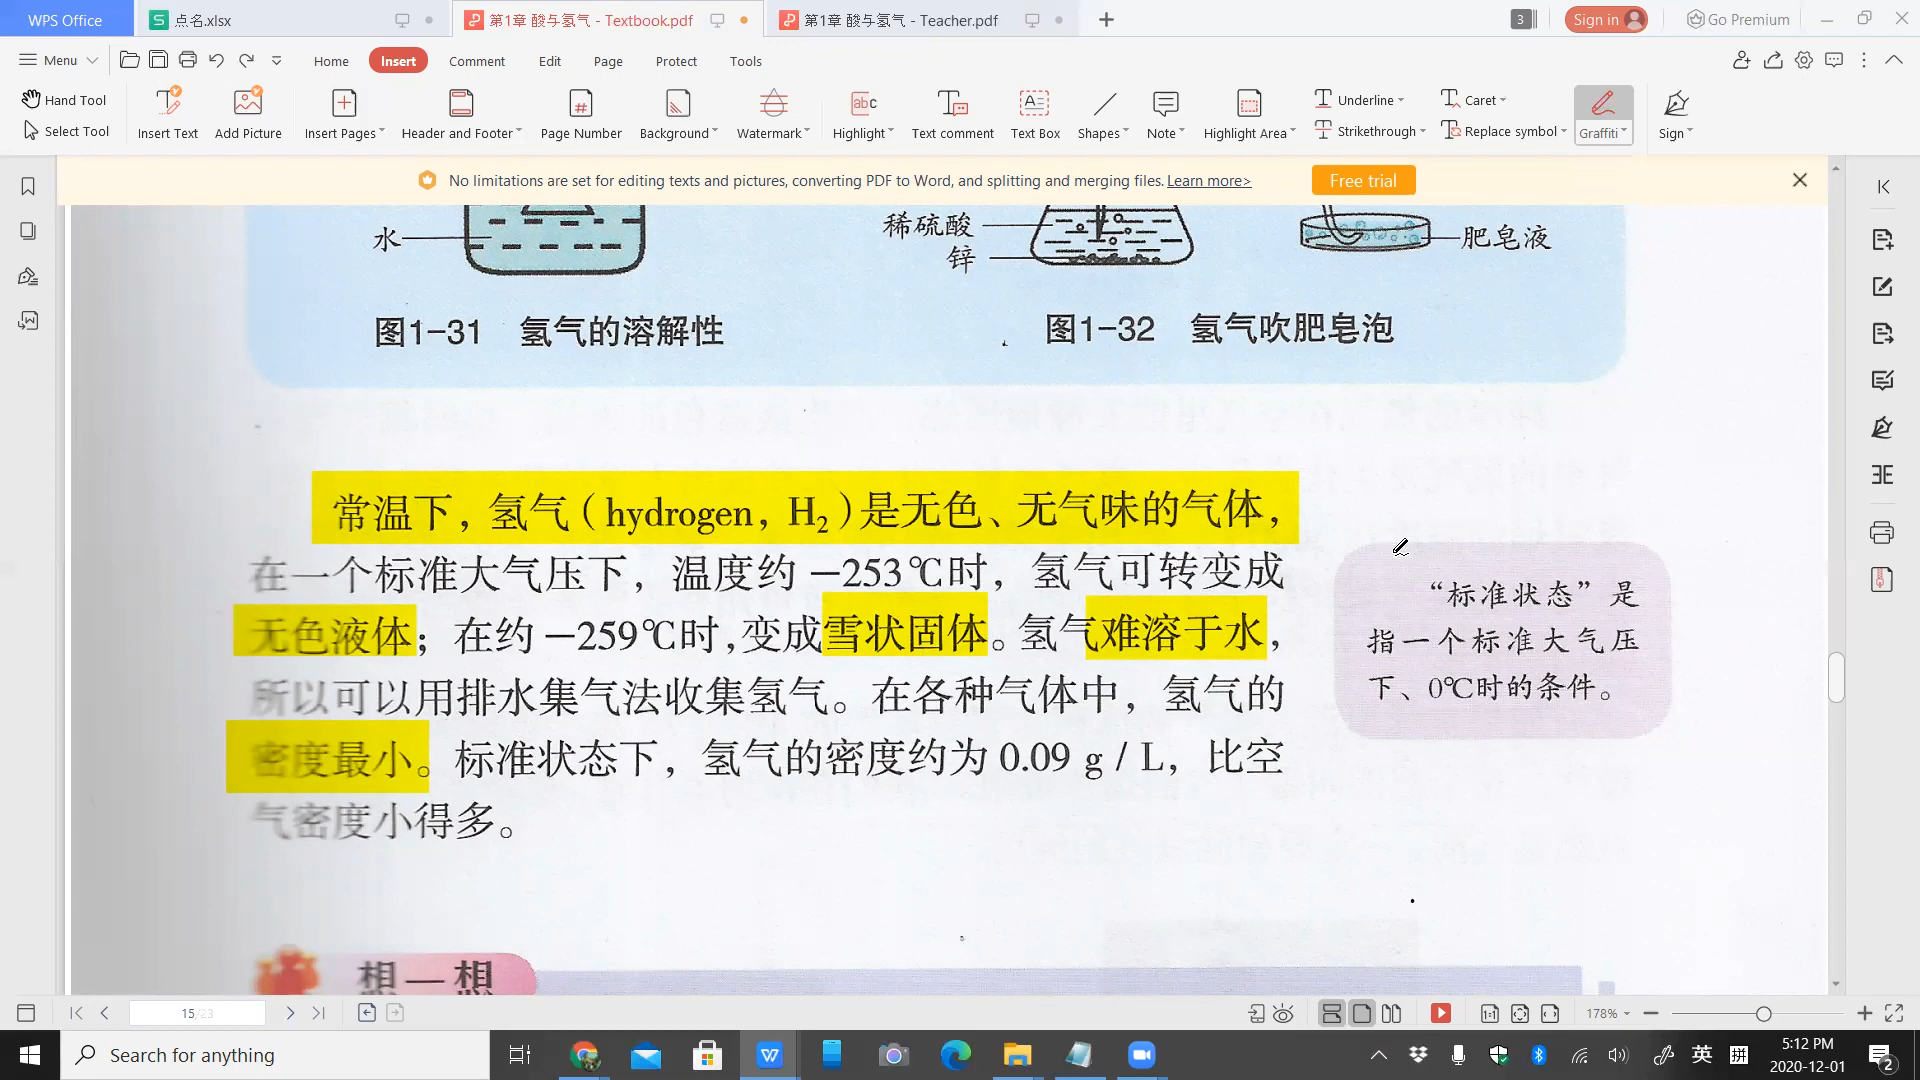 WPS Office
点名.xlsx
第1章 酸与氢气 - Textbook.pdf
第1章 酸与氢气 - Teacher.pdf
3
Sign in
Go Premium
Menu
Home
Insert
Comment
Edit
Page
Protect
Tools
Hand Tool
Select Tool
Insert Text
Add Picture
Insert Pages
Header and Footer
Page Number
Background
Watermark
Highlight
Text comment
Text Box
Shapes
Note
Highlight Area
Underline
Strikethrough
Caret
Replace symbol
Graffiti
Sign
No limitations are set for editing texts and pictures, converting PDF to Word, and splitting and merging files. Learn more>
Free trial
水
稀硫酸
锌
肥皂液
图1-31 氢气的溶解性
图1-32 氢气吹肥皂泡
常温下，氢气（hydrogen，H₂）是无色、无气味的气体，
在一个标准大气压下，温度约 −253℃时，氢气可转变成
无色液体；在约 −259℃时，变成雪状固体。氢气难溶于水，
所以可以用排水集气法收集氢气。在各种气体中，氢气的
密度最小。标准状态下，氢气的密度约为 0.09 g / L，比空
气密度小得多。
“标准状态”是
指一个标准大气压
下、0℃时的条件。
想一想
15/23
178%
Search for anything
英
拼
5:12 PM
2020-12-01
2